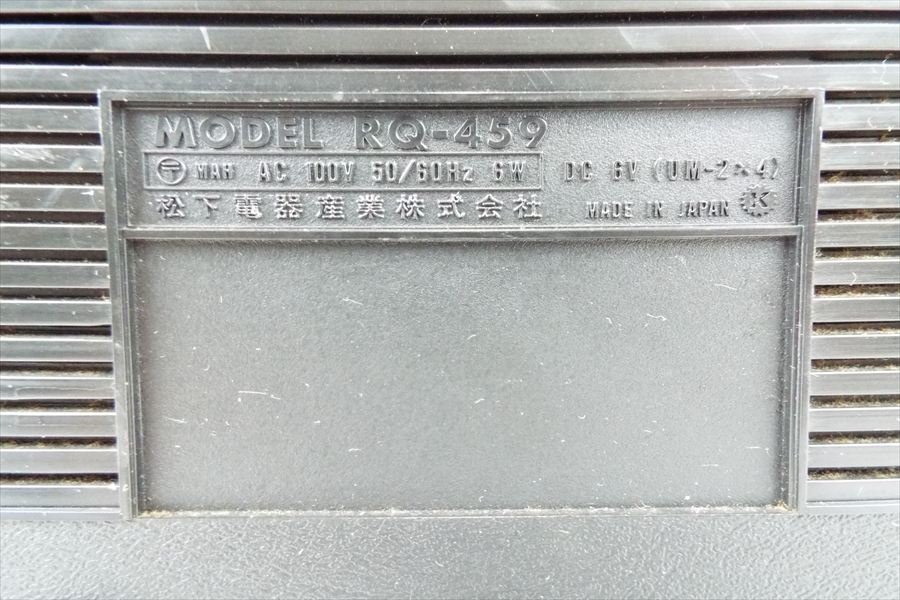 MODEL RQ-459
〒 MAR AC 100V 50/60Hz 6W DC 6V (UM-2×4)
松下電器産業株式会社 MADE IN JAPAN K